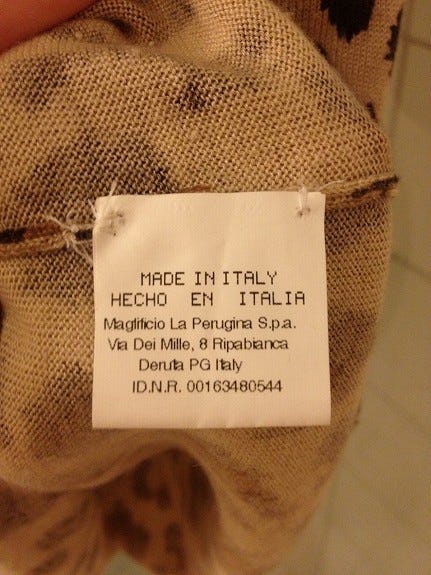 MADE IN ITALY
HECHO EN ITALIA
Maglificio La Perugina S.p.a.
Via Dei Mille, 8 Ripabianca
Deruta PG Italy
ID.N.R. 00163480544